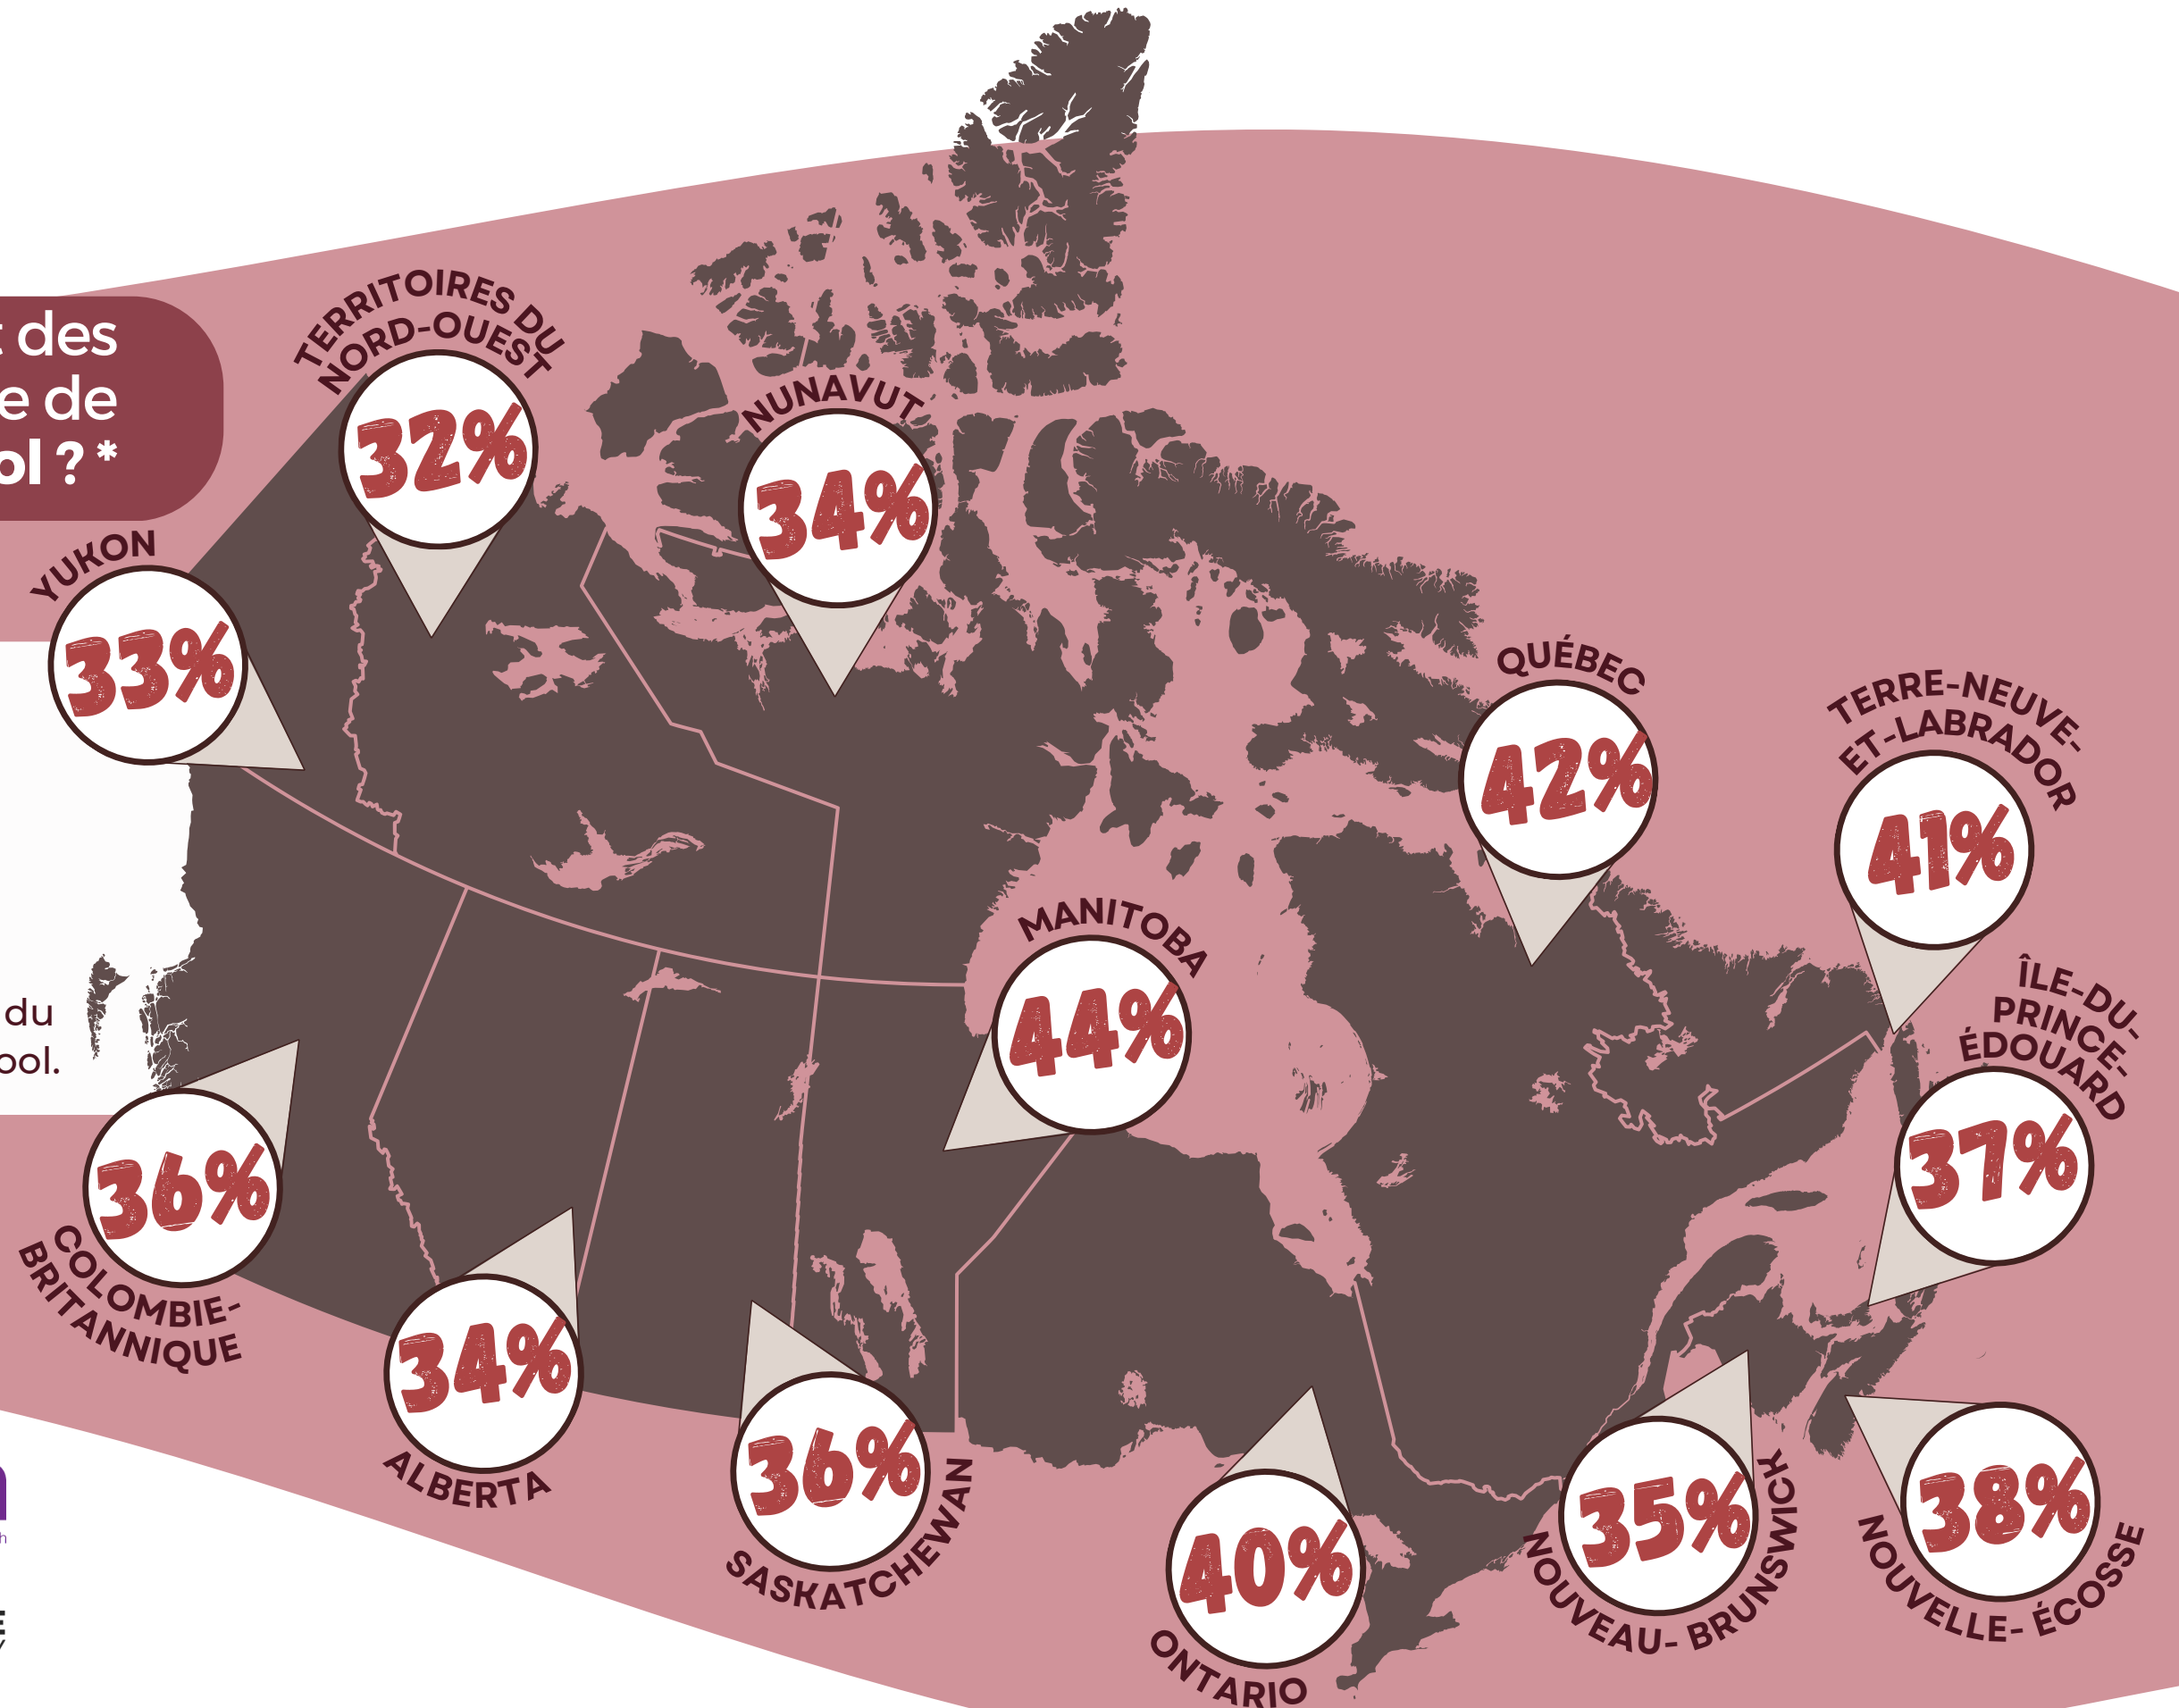 t des
e de
ol ? *
TERRITOIRES DU
NORD-OUEST
32%
NUNAVUT
34%
YUKON
33%
QUÉBEC
42%
TERRE-NEUVE-
ET-LABRADOR
41%
MANITOBA
44%
ÎLE-DU-
PRINCE-
ÉDOUARD
37%
du
ool.
36%
COLOMBIE-
BRITANNIQUE
34%
ALBERTA
36%
SASKATCHEWAN
40%
ONTARIO
35%
NOUVEAU- BRUNSWICK
38%
NOUVELLE- ÉCOSSE
h
E